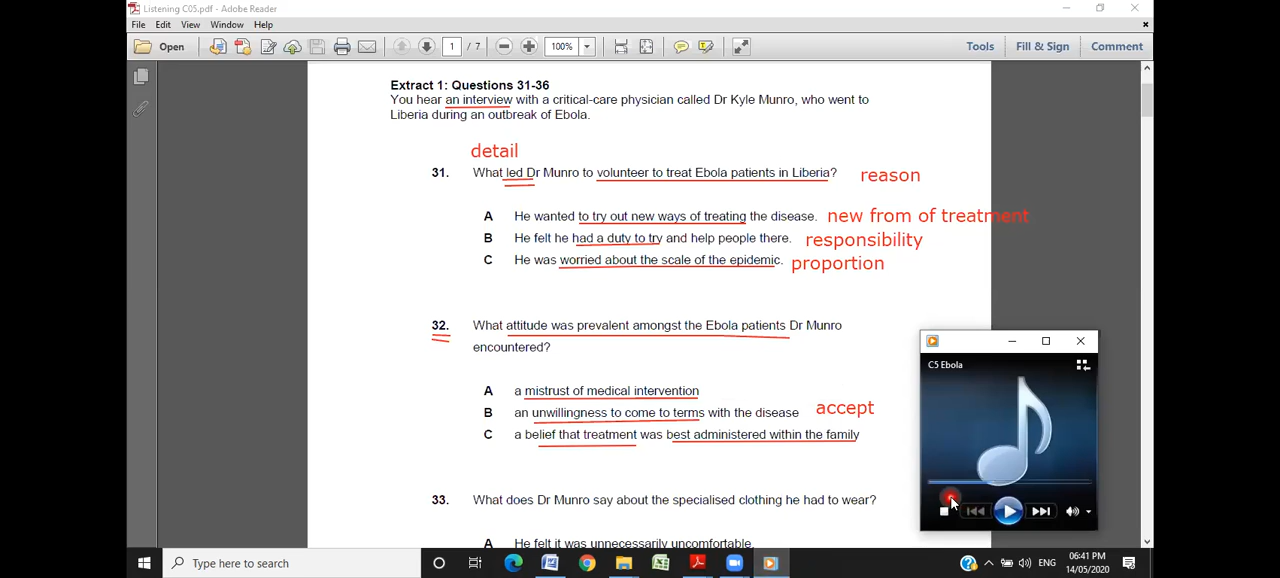 Listening C05.pdf - Adobe Reader
File Edit View Window Help
Open 1 / 7 100% Tools Fill & Sign Comment
Extract 1: Questions 31-36
You hear an interview with a critical-care physician called Dr Kyle Munro, who went to
Liberia during an outbreak of Ebola.
detail
31. What led Dr Munro to volunteer to treat Ebola patients in Liberia? reason
A He wanted to try out new ways of treating the disease. new from of treatment
B He felt he had a duty to try and help people there. responsibility
C He was worried about the scale of the epidemic. proportion
32. What attitude was prevalent amongst the Ebola patients Dr Munro
encountered?
A a mistrust of medical intervention
B an unwillingness to come to terms with the disease accept
C a belief that treatment was best administered within the family
33. What does Dr Munro say about the specialised clothing he had to wear?
A He felt it was unnecessarily uncomfortable.
C5 Ebola
Type here to search
ENG
06:41 PM
14/05/2020